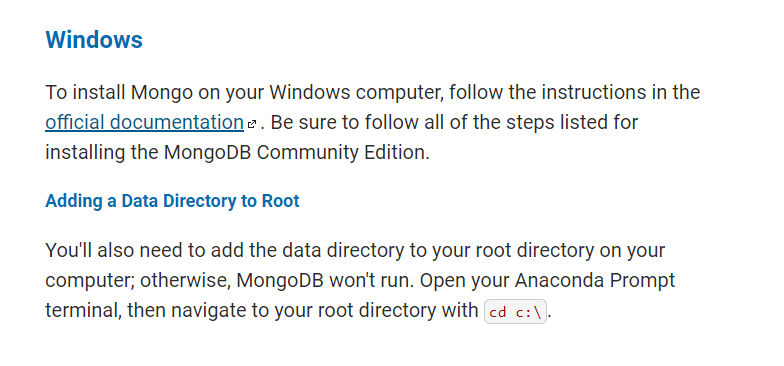 Windows
To install Mongo on your Windows computer, follow the instructions in the
official documentation . Be sure to follow all of the steps listed for
installing the MongoDB Community Edition.
Adding a Data Directory to Root
You'll also need to add the data directory to your root directory on your
computer; otherwise, MongoDB won't run. Open your Anaconda Prompt
terminal, then navigate to your root directory with cd c:\.